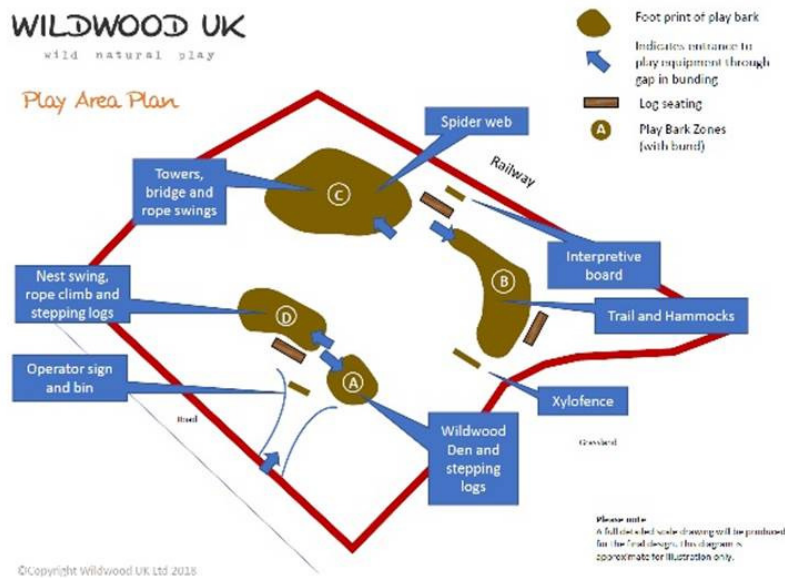 WILDWOOD UK
wild natural play
Play Area Plan
Foot print of play bark
Indicates entrance to
play equipment through
gap in bunding
Log seating
A
Play Bark Zones
(with bund)
Spider web
Railway
Towers,
bridge and
rope swings
C
Interpretive
board
Nest swing,
rope climb and
stepping logs
B
Trail and Hammocks
D
Operator sign
and bin
A
Xylofence
Road
Wildwood
Den and
stepping
logs
Grassland
Please note
A full detailed scale drawing will be produced
for the final design. This diagram is
approximate for illustration only.
©Copyright Wildwood UK Ltd 2018